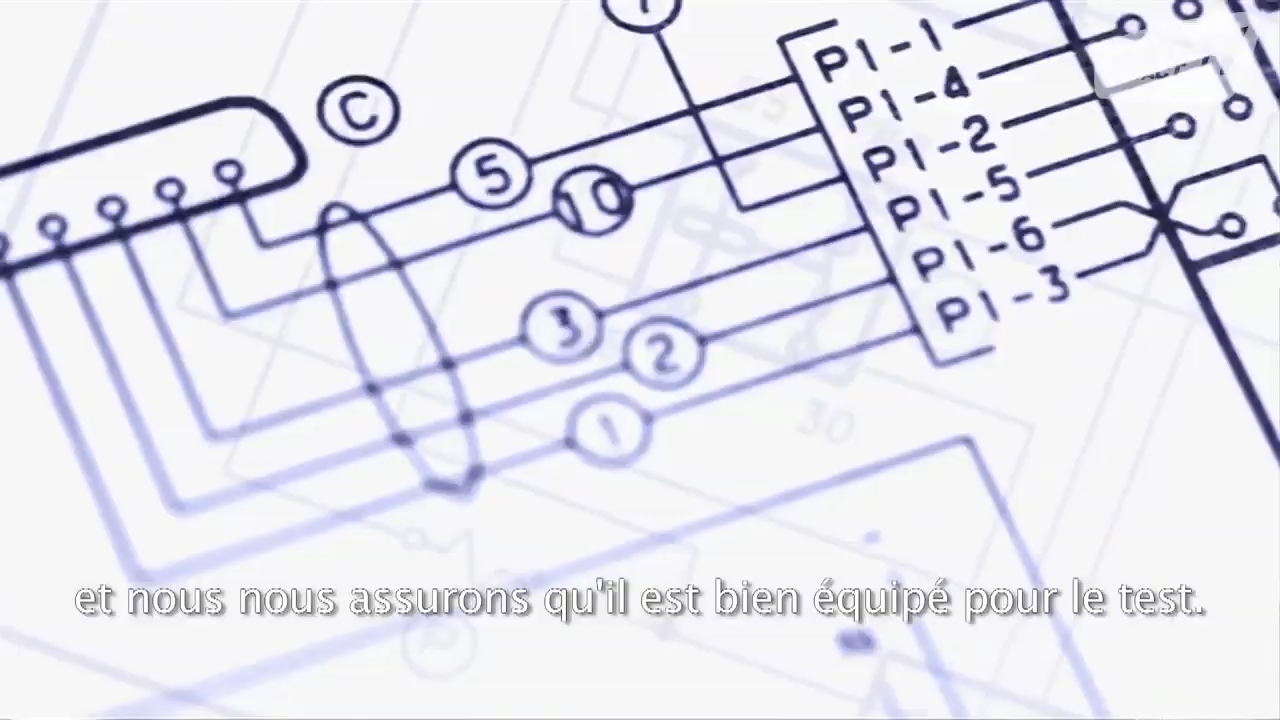 P1-1
P1-4
P1-2
P1-5
P1-6
P1-3
C
5
10
3
2
1
30
et nous nous assurons qu'il est bien équipé pour le test.